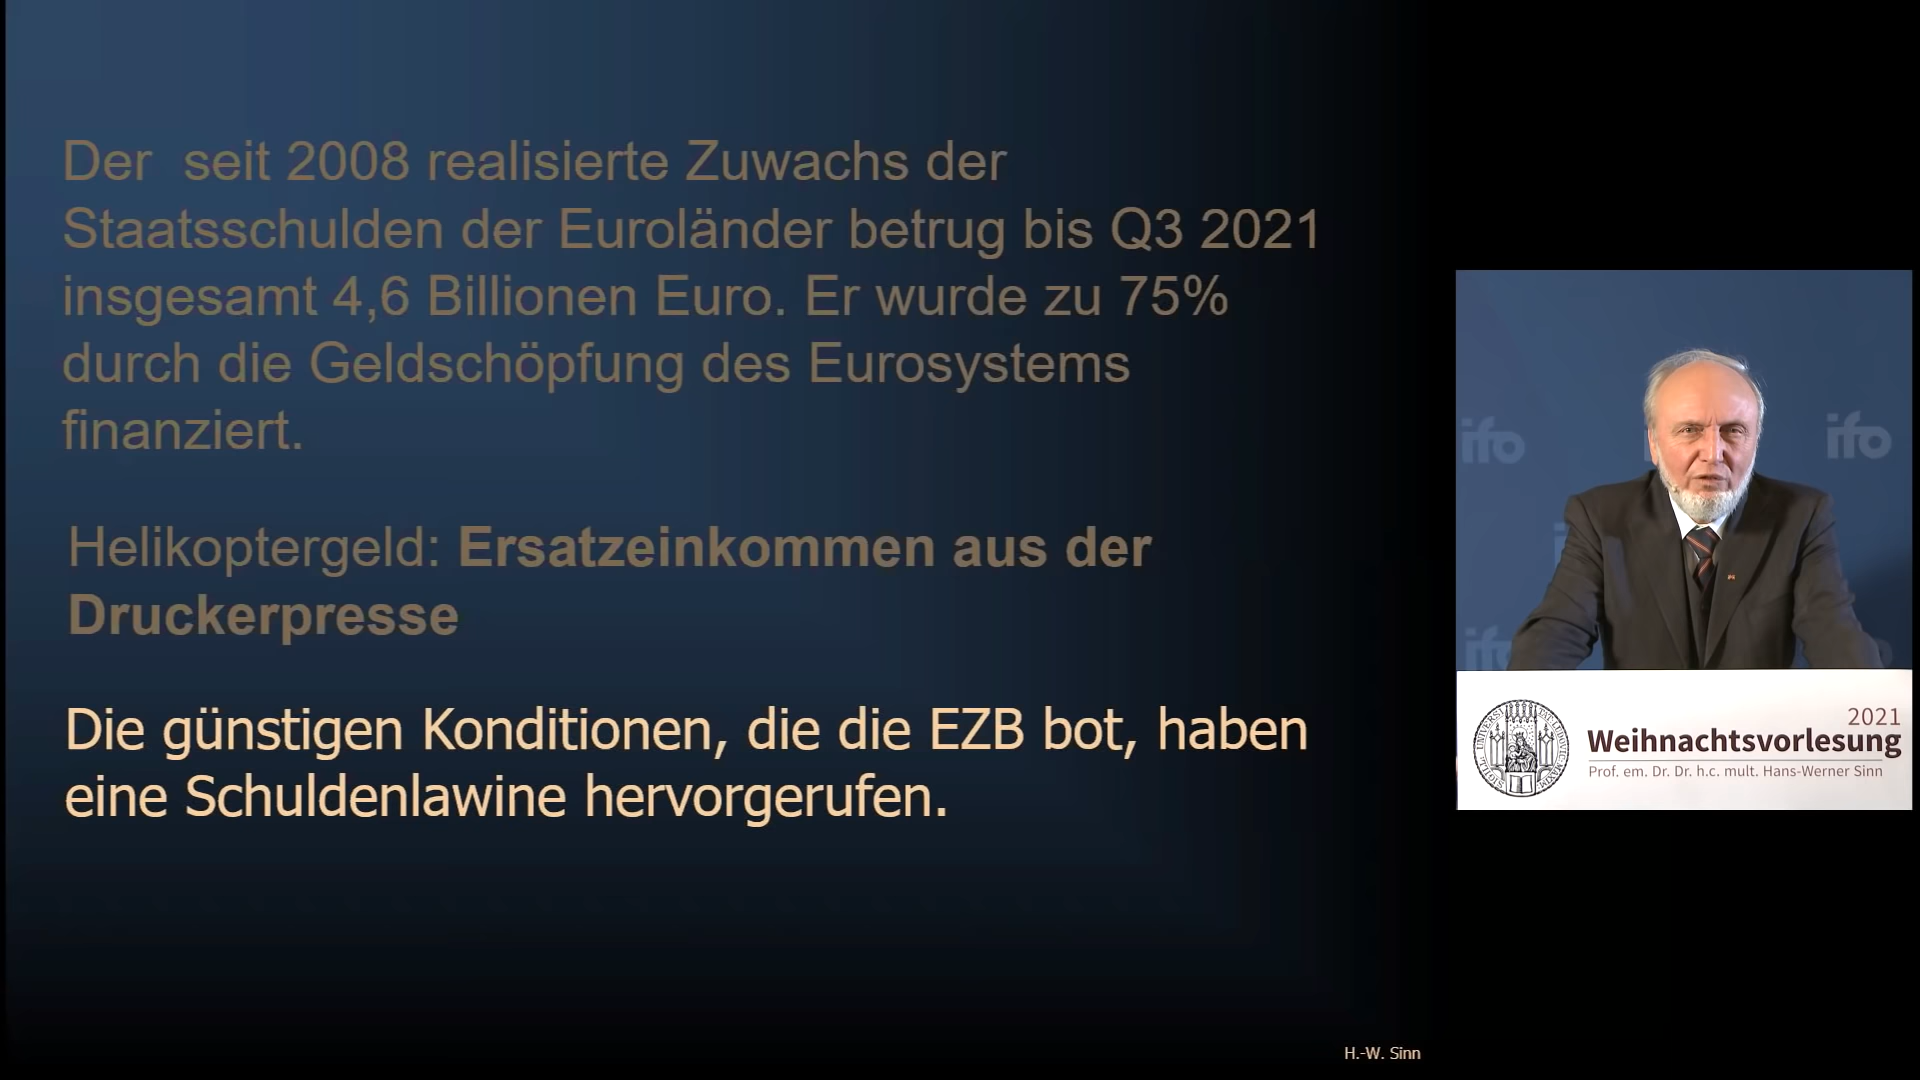 Der seit 2008 realisierte Zuwachs der
Staatsschulden der Euroländer betrug bis Q3 2021
insgesamt 4,6 Billionen Euro. Er wurde zu 75%
durch die Geldschöpfung des Eurosystems
finanziert.
Helikoptergeld: Ersatzeinkommen aus der
Druckerpresse
Die günstigen Konditionen, die die EZB bot, haben
eine Schuldenlawine hervorgerufen.
H.-W. Sinn
ifo
ifo
ifo
2021
Weihnachtsvorlesung
Prof. em. Dr. Dr. h.c. mult. Hans-Werner Sinn